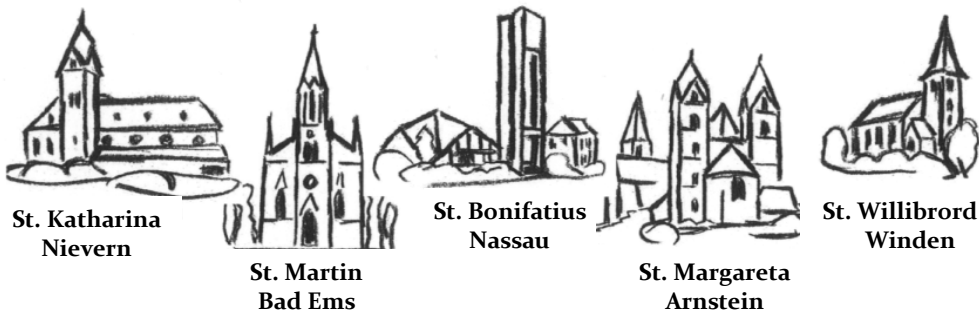 St. Katharina
Nievern
St. Martin
Bad Ems
St. Bonifatius
Nassau
St. Margareta
Arnstein
St. Willibrord
Winden